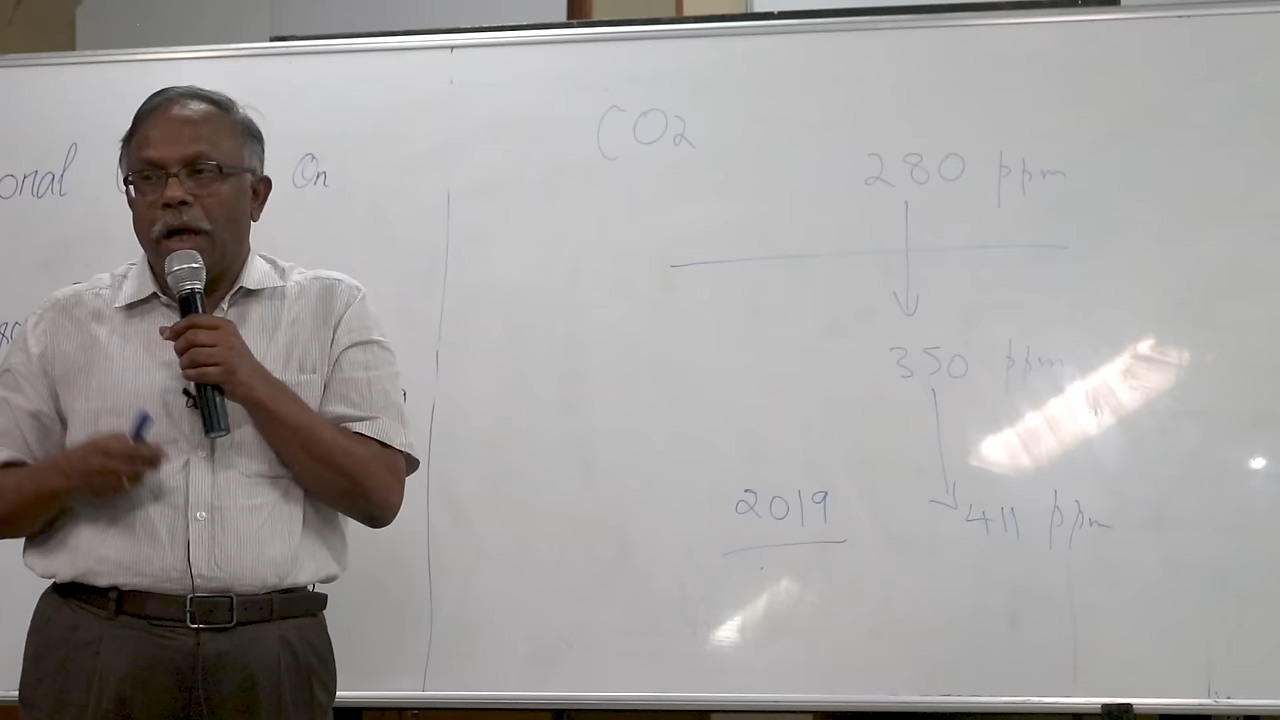 onal On
CO2
280 ppm
350 ppm
2019
411 ppm